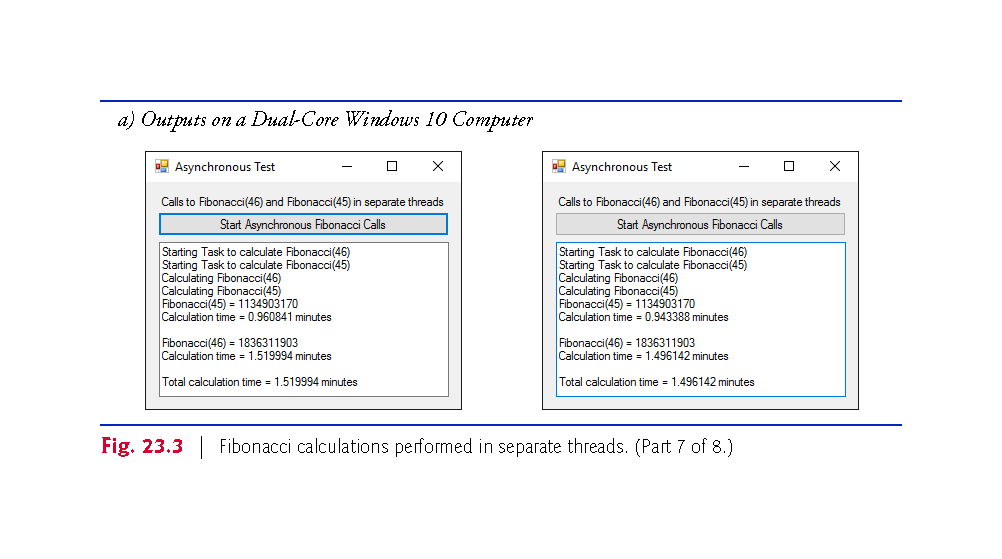 a) Outputs on a Dual-Core Windows 10 Computer
Asynchronous Test
Calls to Fibonacci(46) and Fibonacci(45) in separate threads
Start Asynchronous Fibonacci Calls
Starting Task to calculate Fibonacci(46)
Starting Task to calculate Fibonacci(45)
Calculating Fibonacci(46)
Calculating Fibonacci(45)
Fibonacci(45) = 1134903170
Calculation time = 0.960841 minutes
Fibonacci(46) = 1836311903
Calculation time = 1.519994 minutes
Total calculation time = 1.519994 minutes
Asynchronous Test
Calls to Fibonacci(46) and Fibonacci(45) in separate threads
Start Asynchronous Fibonacci Calls
Starting Task to calculate Fibonacci(46)
Starting Task to calculate Fibonacci(45)
Calculating Fibonacci(46)
Calculating Fibonacci(45)
Fibonacci(45) = 1134903170
Calculation time = 0.943388 minutes
Fibonacci(46) = 1836311903
Calculation time = 1.496142 minutes
Total calculation time = 1.496142 minutes
Fig. 23.3 | Fibonacci calculations performed in separate threads. (Part 7 of 8.)